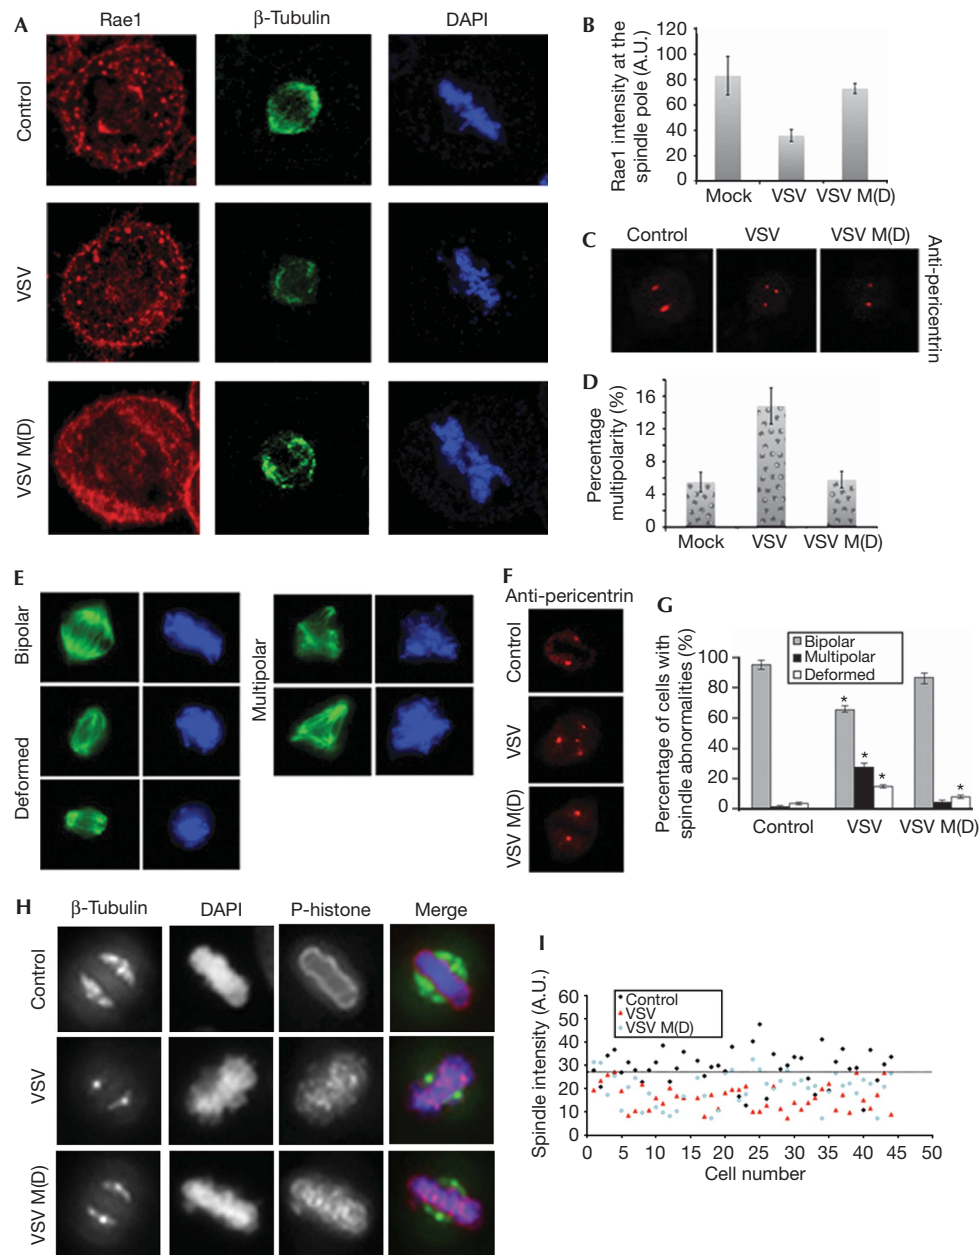 A
Rae1
β-Tubulin
DAPI
Control
VSV
VSV M(D)
B
Rae1 intensity at the
spindle pole (A.U.)
120
100
80
60
40
20
0
Mock
VSV
VSV M(D)
C
Control
VSV
VSV M(D)
Anti-pericentrin
D
Percentage
multipolarity (%)
16
12
8
4
0
Mock
VSV
VSV M(D)
E
Bipolar
Deformed
Multipolar
F
Anti-pericentrin
Control
VSV
VSV M(D)
G
Percentage of cells with
spindle abnormalities (%)
Bipolar
Multipolar
Deformed
100
80
60
40
20
0
*
*
*
*
Control
VSV
VSV M(D)
H
β-Tubulin
DAPI
P-histone
Merge
Control
VSV
VSV M(D)
I
Spindle intensity (A.U.)
60
50
40
30
20
10
0
Control
VSV
VSV M(D)
0
5
10
15
20
25
30
35
40
45
50
Cell number